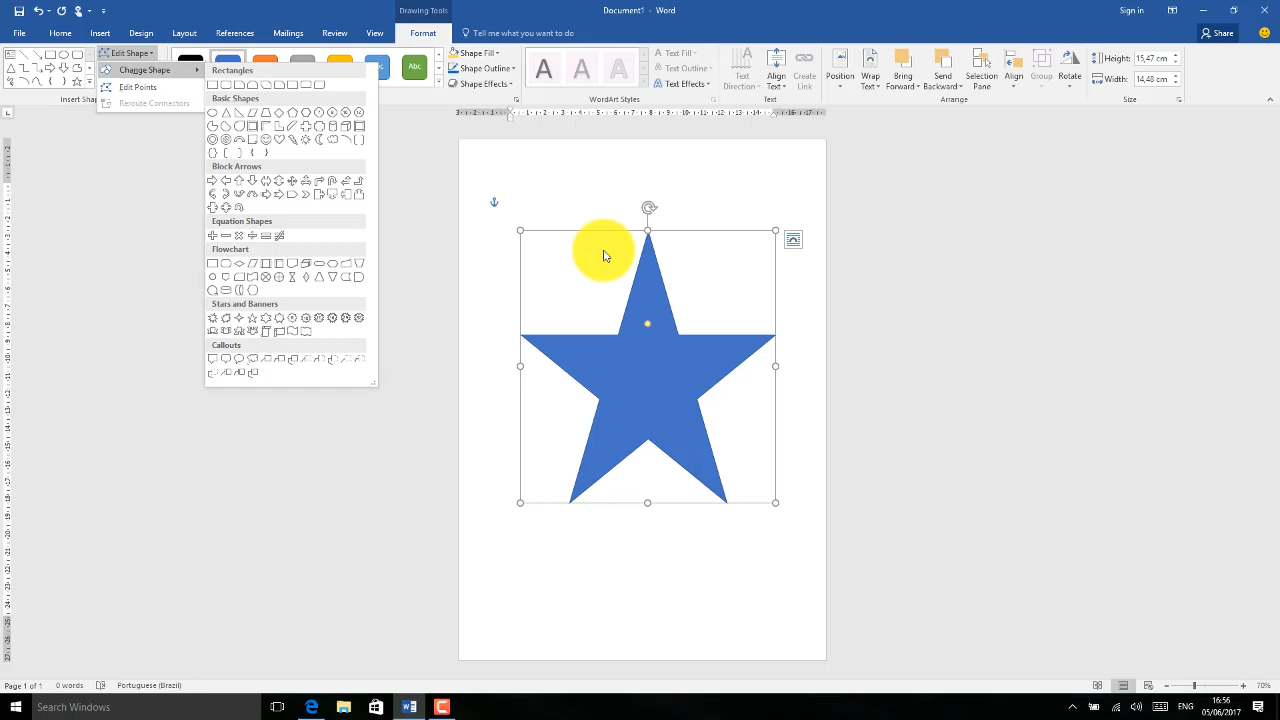 Drawing Tools
Document1 - Word
Sign in
File
Home
Insert
Design
Layout
References
Mailings
Review
View
Format
Tell me what you want to do
Share
Edit Shape
Shape Fill
Shape Outline
Shape Effects
Text Fill
Text Outline
Text Effects
Text
Direction
Align
Text
Create
Link
Position
Wrap
Text
Bring
Forward
Send
Backward
Selection
Pane
Align
Group
Rotate
Height: 15,47 cm
Width: 14,48 cm
Abc
Insert Shapes
WordArt Styles
Text
Arrange
Size
Change Shape
Edit Points
Reroute Connectors
Rectangles
Basic Shapes
Block Arrows
Equation Shapes
Flowchart
Stars and Banners
Callouts
Page 1 of 1
0 words
Portuguese (Brazil)
70%
Search Windows
16:56
05/06/2017